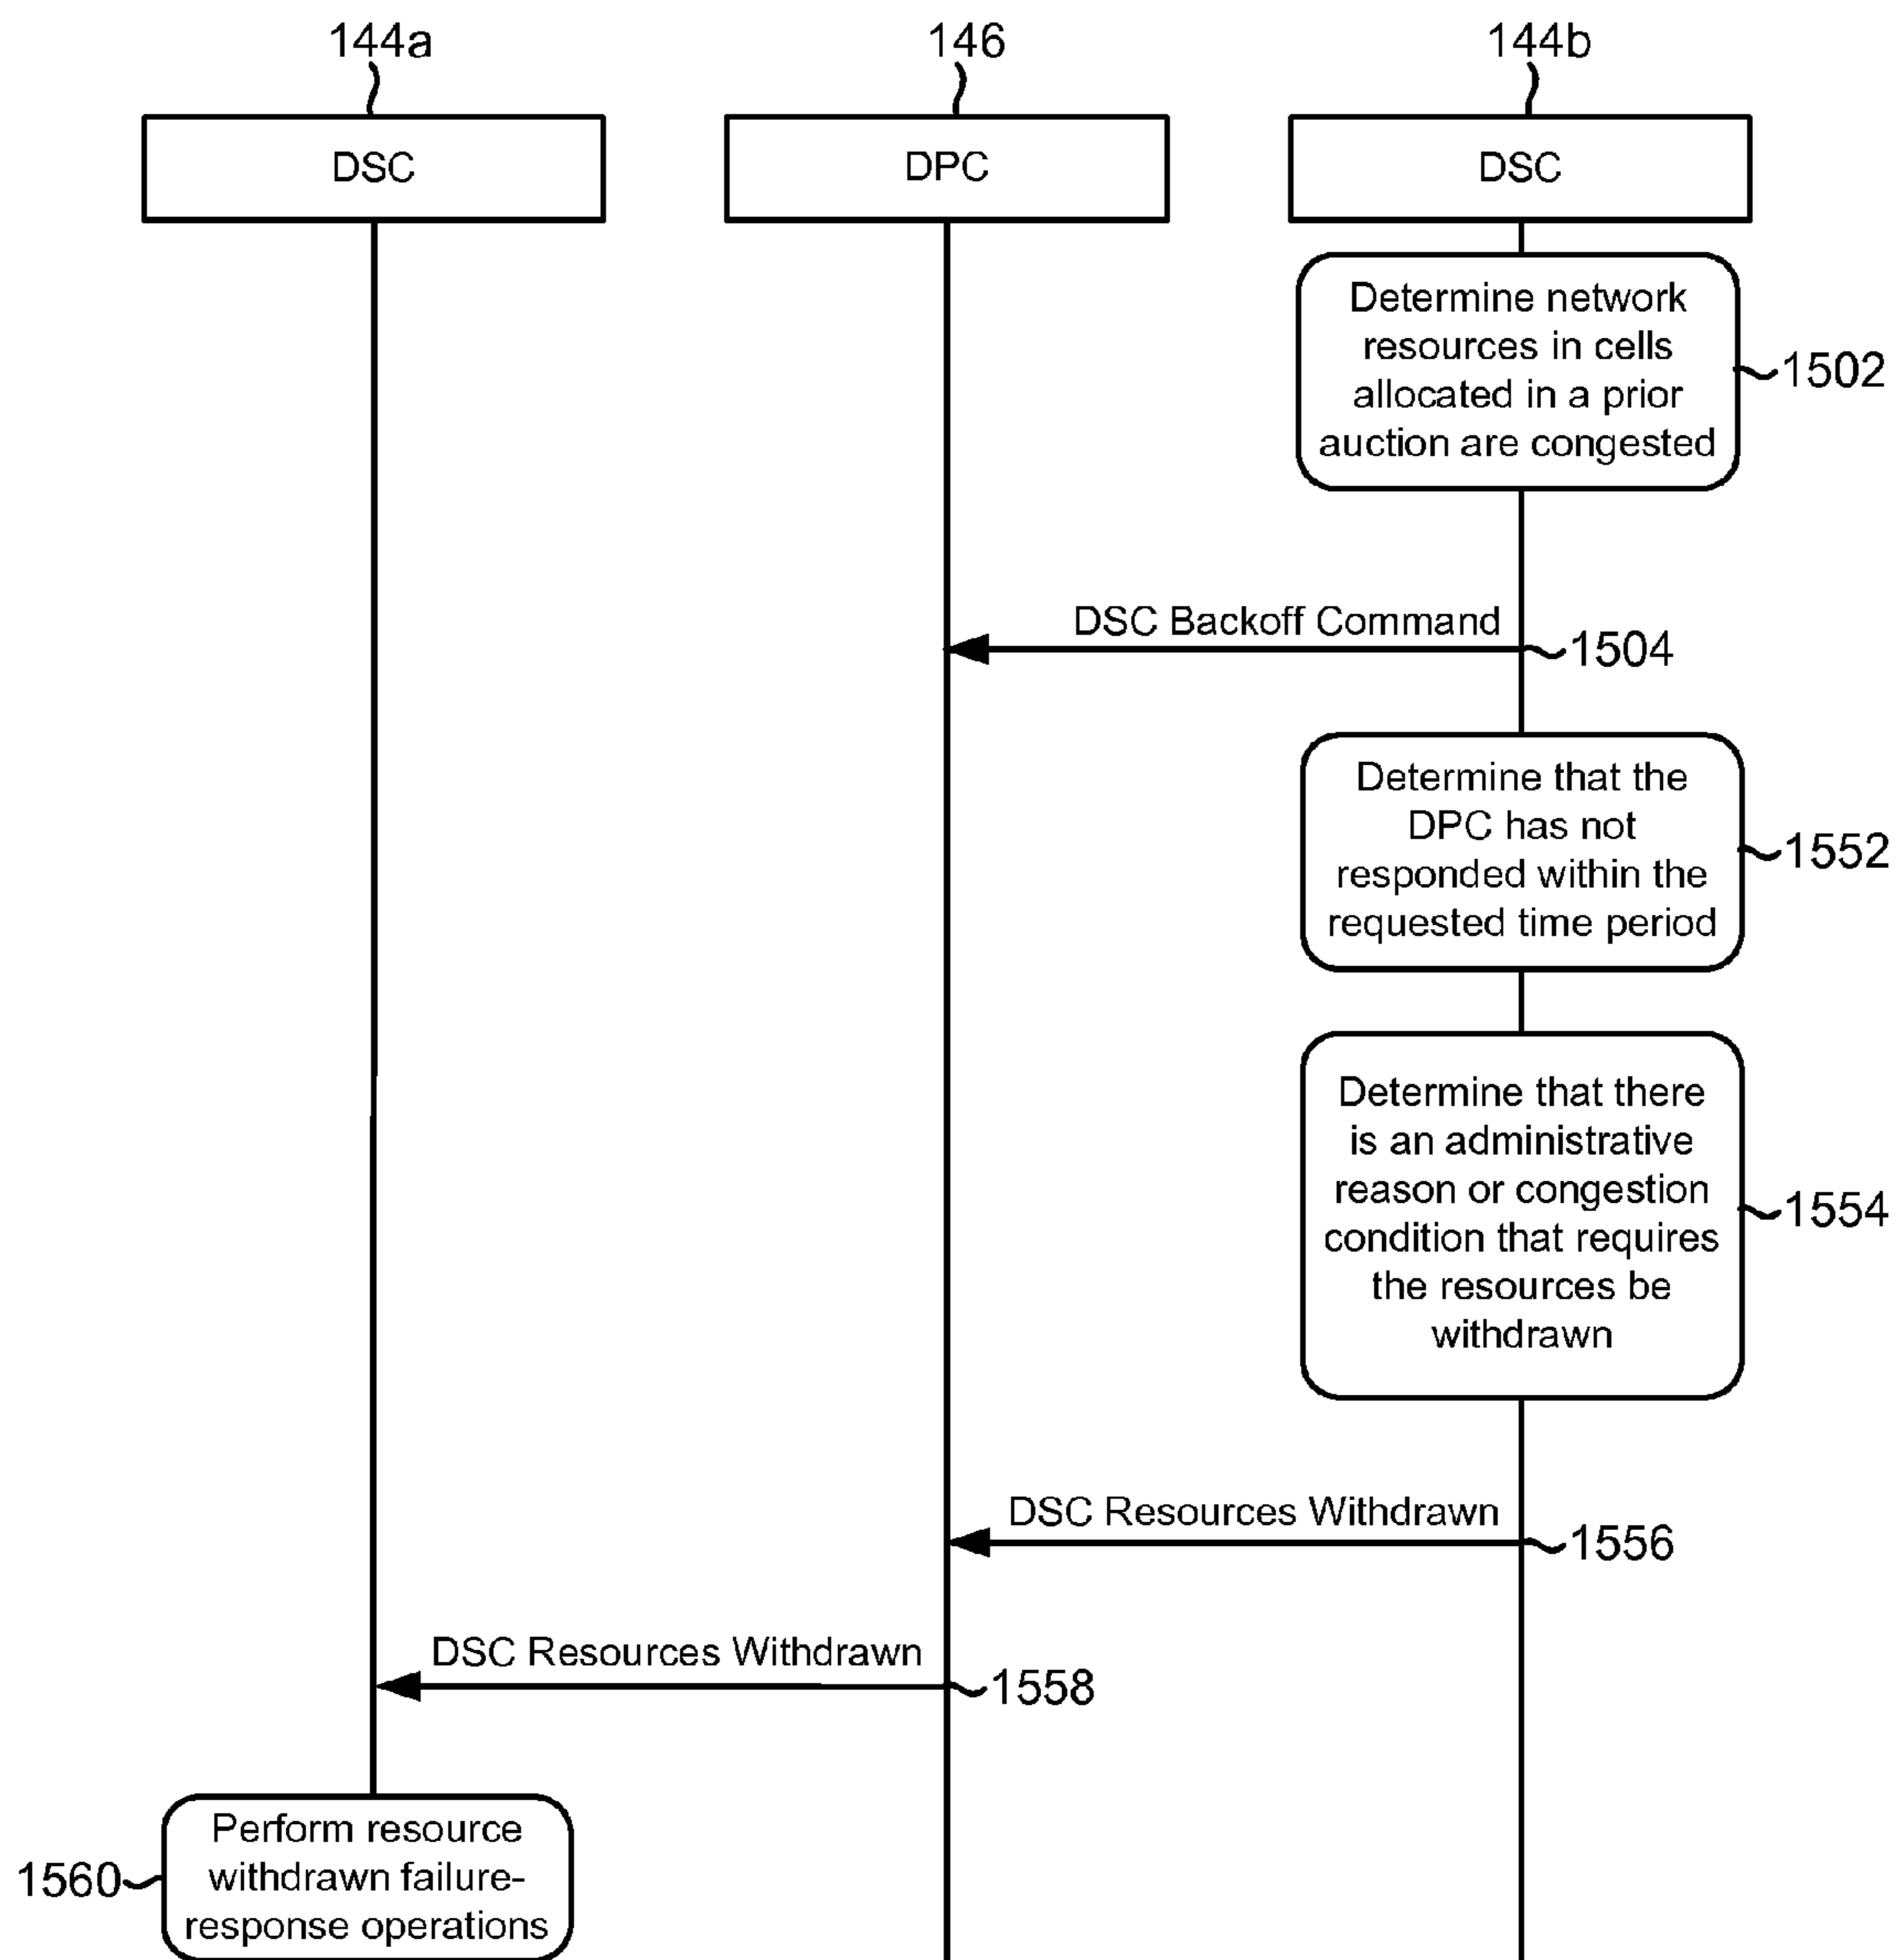 144a
146
144b
DSC
DPC
DSC
Determine network
resources in cells
allocated in a prior
auction are congested
1502
DSC Backoff Command
1504
Determine that the
DPC has not
responded within the
requested time period
1552
Determine that there
is an administrative
reason or congestion
condition that requires
the resources be
withdrawn
1554
DSC Resources Withdrawn
1556
DSC Resources Withdrawn
1558
Perform resource
withdrawn failure-
response operations
1560